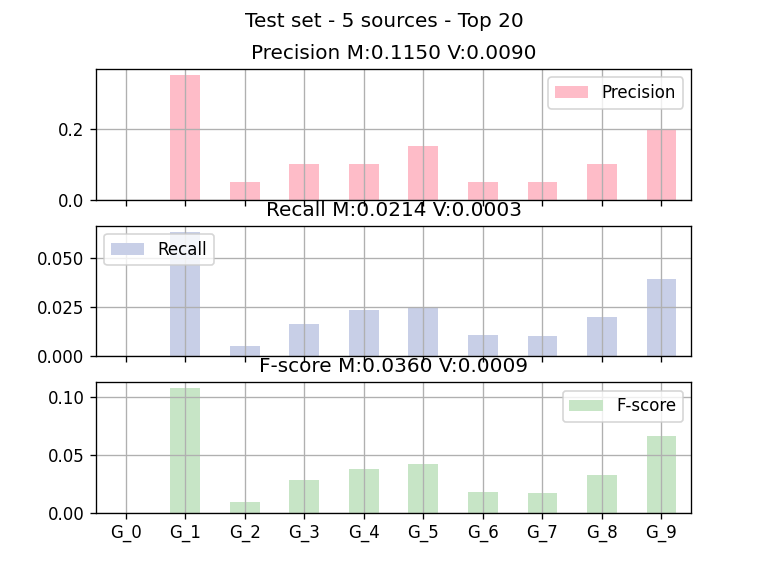 Test set - 5 sources - Top 20
Precision M:0.1150 V:0.0090
Precision
0.2
0.0
Recall M:0.0214 V:0.0003
Recall
0.050
0.025
0.000
F-score M:0.0360 V:0.0009
F-score
0.10
0.05
0.00
G_0 G_1 G_2 G_3 G_4 G_5 G_6 G_7 G_8 G_9